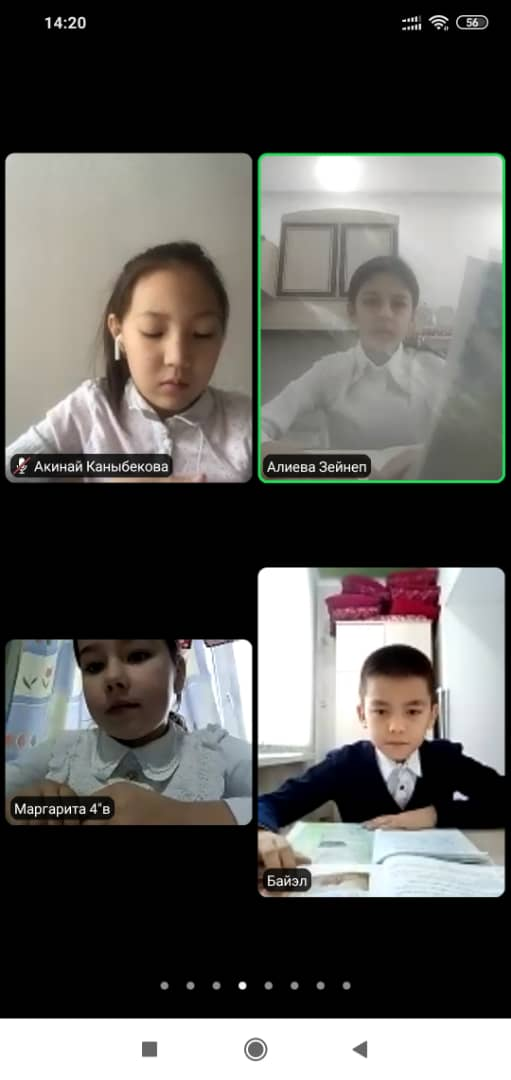 14:20
56
Акинай Каныбекова
Алиева Зейнеп
Маргарита 4"в
Байэл